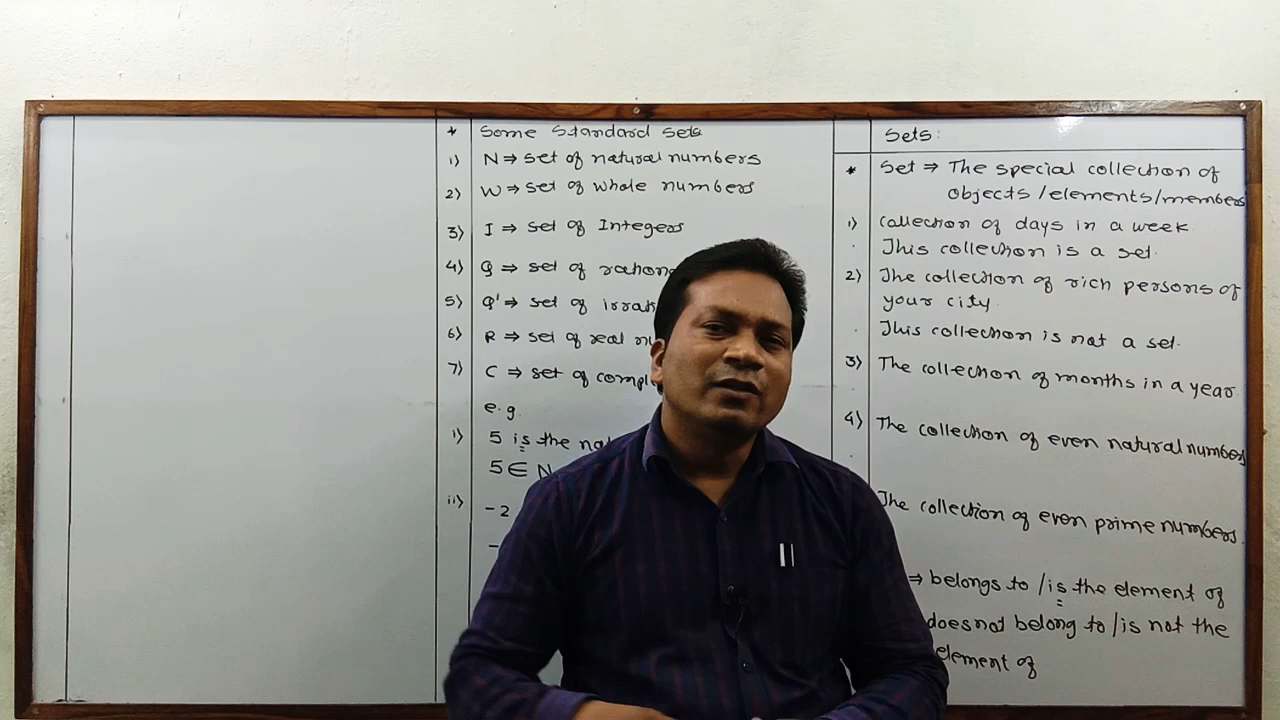 * Some Standard Sets
1) N ⇒ set of natural numbers
2) W ⇒ set of whole numbers
3) I ⇒ set of Integers
4) Q ⇒ set of
5) Q' ⇒ set of
6) R ⇒ set of real
7) C ⇒ set of
e.g.
i) 5 is the
5 ∈ N
ii) -2
-
Sets:
* Set ⇒ The special collection of
objects/elements/members
1) Collection of days in a week
This collection is a set.
2) The collection of rich persons of
your city.
This collection is not a set.
3) The collection of months in a year
4) The collection of even natural numbers
The collection of even prime numbers.
⇒ belongs to /is the element of
does not belong to /is not the
element of